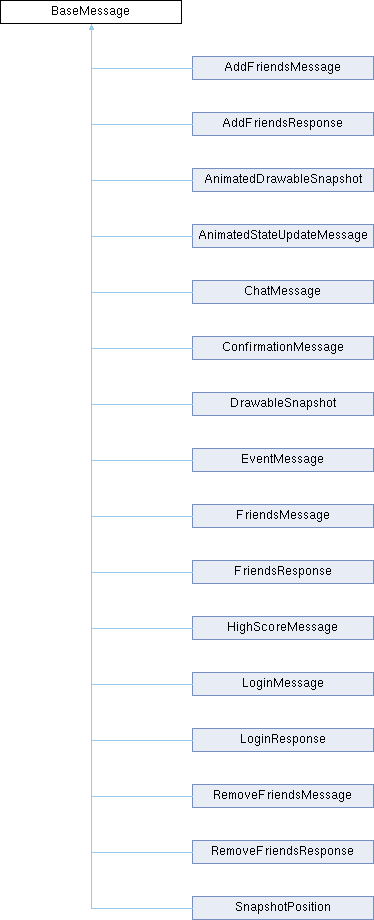 BaseMessage
AddFriendsMessage
AddFriendsResponse
AnimatedDrawableSnapshot
AnimatedStateUpdateMessage
ChatMessage
ConfirmationMessage
DrawableSnapshot
EventMessage
FriendsMessage
FriendsResponse
HighScoreMessage
LoginMessage
LoginResponse
RemoveFriendsMessage
RemoveFriendsResponse
SnapshotPosition